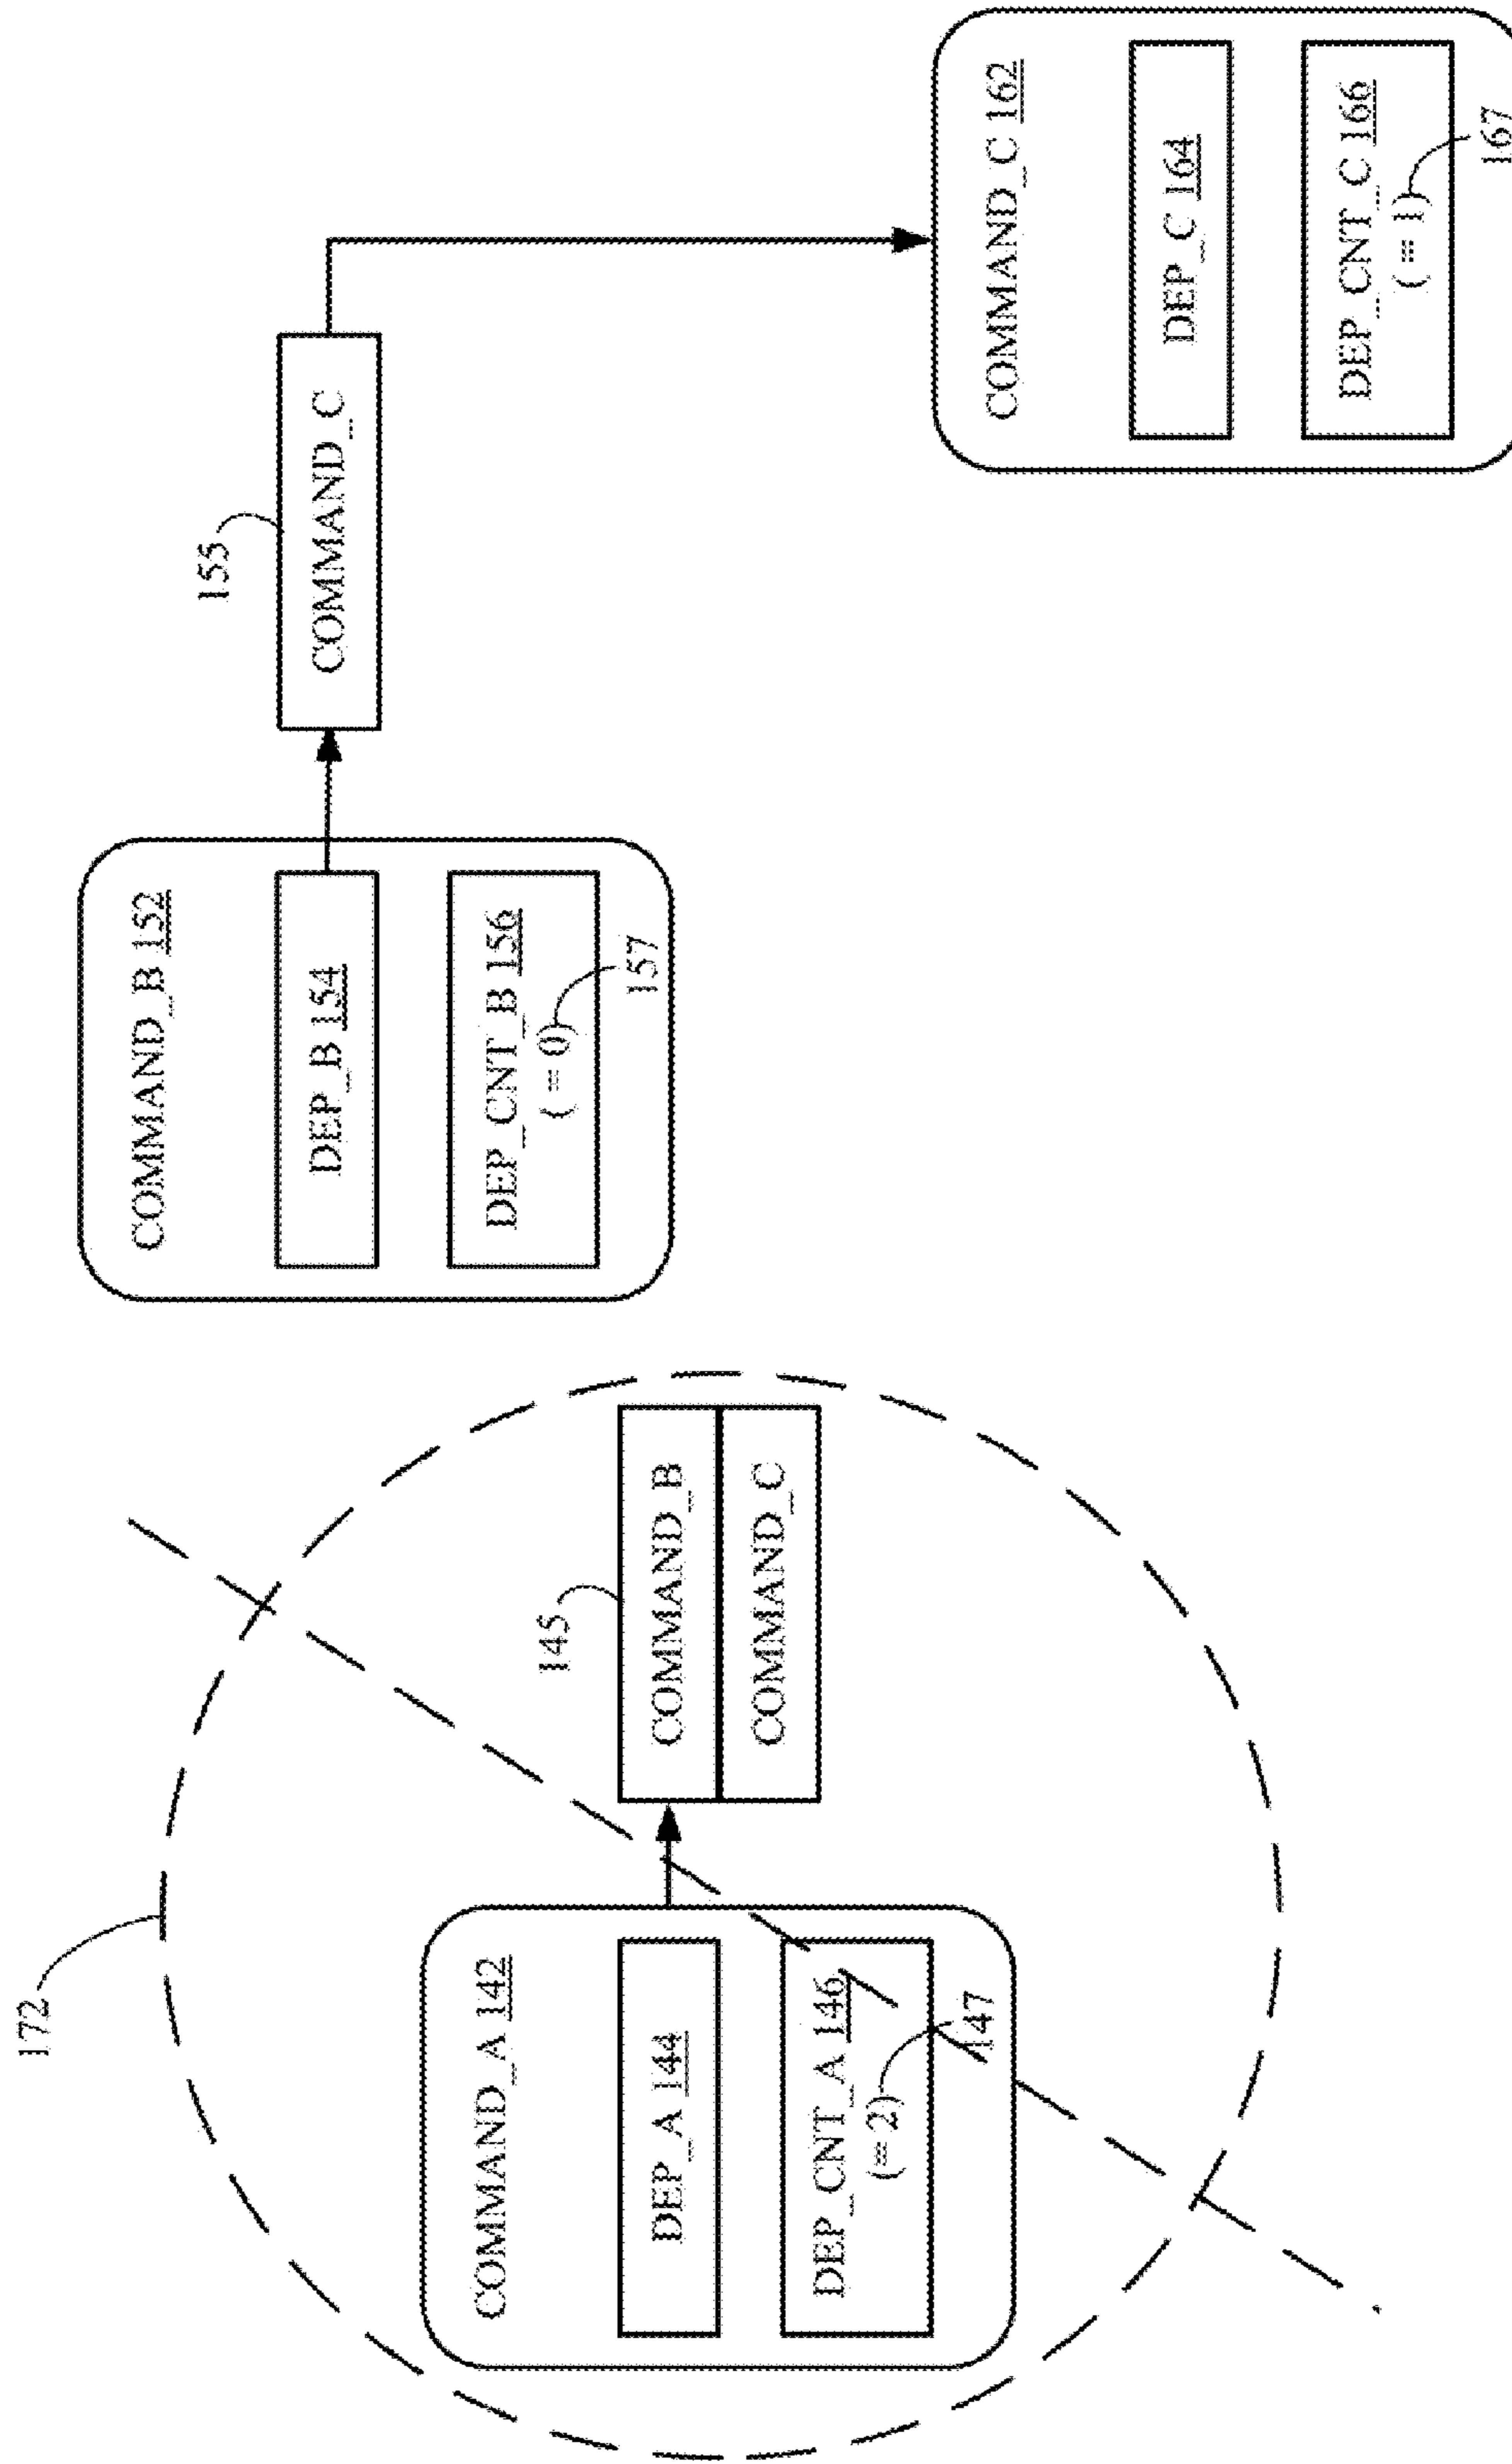 172
COMMAND_A 142
DEP_A 144
DEP_CNT_A 146
(= 2)
147
145
COMMAND_B
COMMAND_C
COMMAND_B 152
DEP_B 154
DEP_CNT_B 156
( = 0)
157
155
COMMAND_C
COMMAND_C 162
DEP_C 164
DEP_CNT_C 166
( = 1)
167